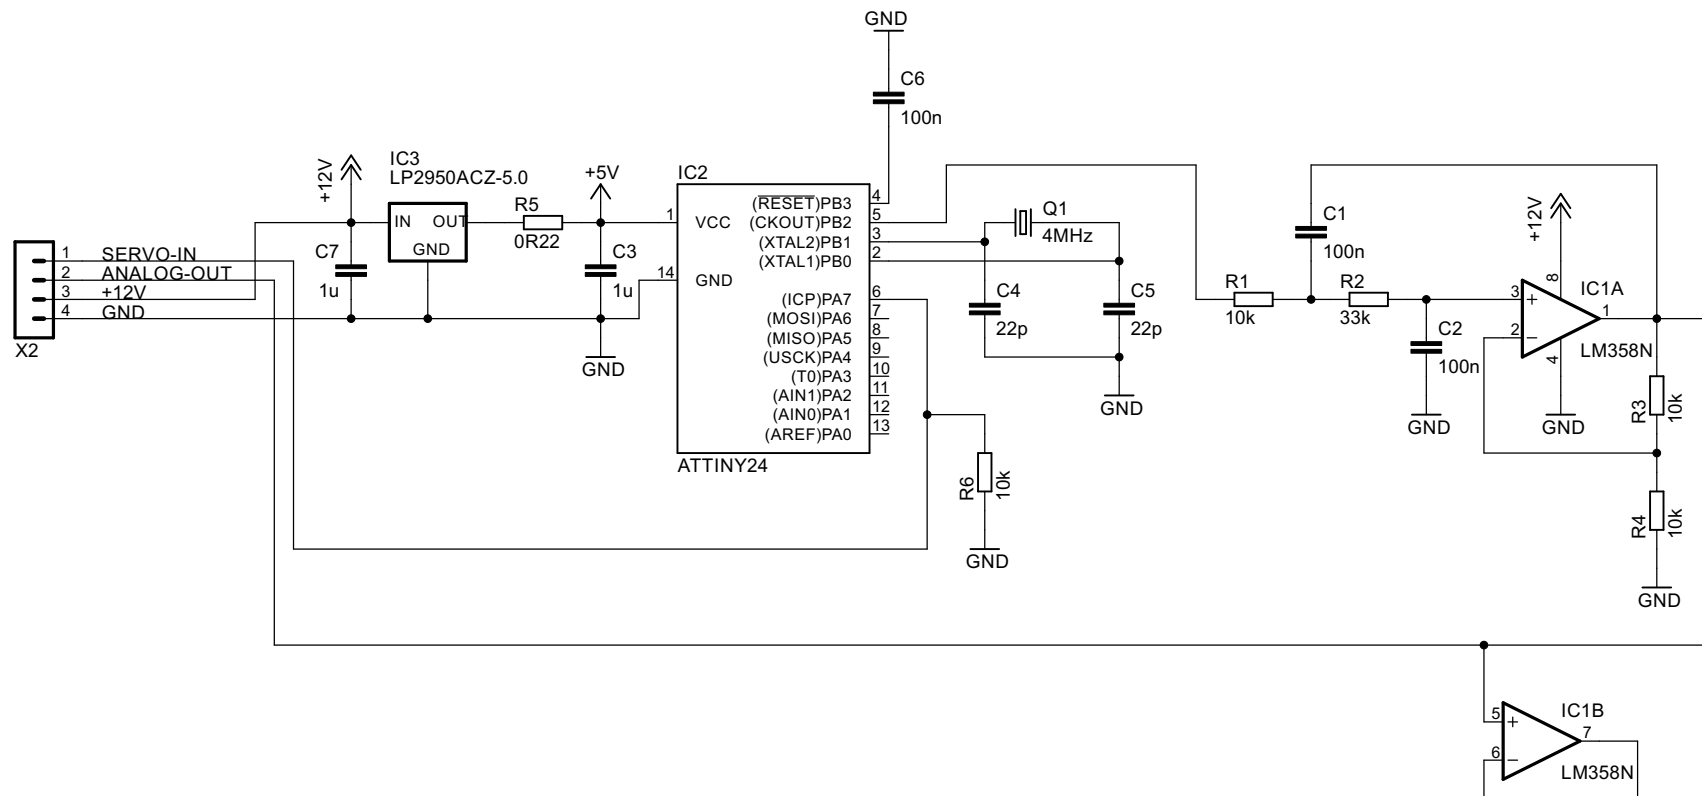 GND
C6
100n
+12V
IC3
LP2950ACZ-5.0
IN
OUT
GND
R5
0R22
+5V
C7
1u
C3
1u
GND
1
SERVO-IN
2
ANALOG-OUT
3
+12V
4
GND
X2
IC2
1
VCC
14
GND
(RESET)PB3
4
(CKOUT)PB2
5
(XTAL2)PB1
3
(XTAL1)PB0
2
(ICP)PA7
6
(MOSI)PA6
7
(MISO)PA5
8
(USCK)PA4
9
(T0)PA3
10
(AIN1)PA2
11
(AIN0)PA1
12
(AREF)PA0
13
ATTINY24
Q1
4MHz
C4
22p
C5
22p
GND
R6
10k
GND
R1
10k
C1
100n
R2
33k
C2
100n
GND
+12V
8
3
+
2
−
1
4
IC1A
LM358N
GND
R3
10k
R4
10k
GND
5
+
6
−
7
IC1B
LM358N